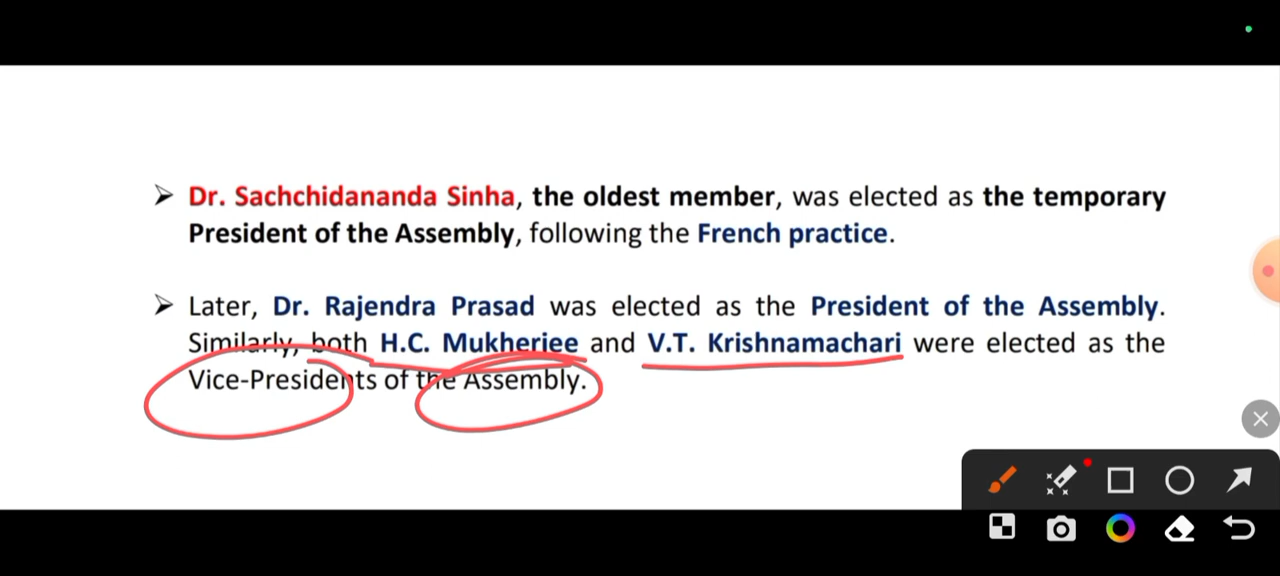 ➢ Dr. Sachchidananda Sinha, the oldest member, was elected as the temporary
President of the Assembly, following the French practice.
➢ Later, Dr. Rajendra Prasad was elected as the President of the Assembly.
Similarly, both H.C. Mukherjee and V.T. Krishnamachari were elected as the
Vice-Presidents of the Assembly.